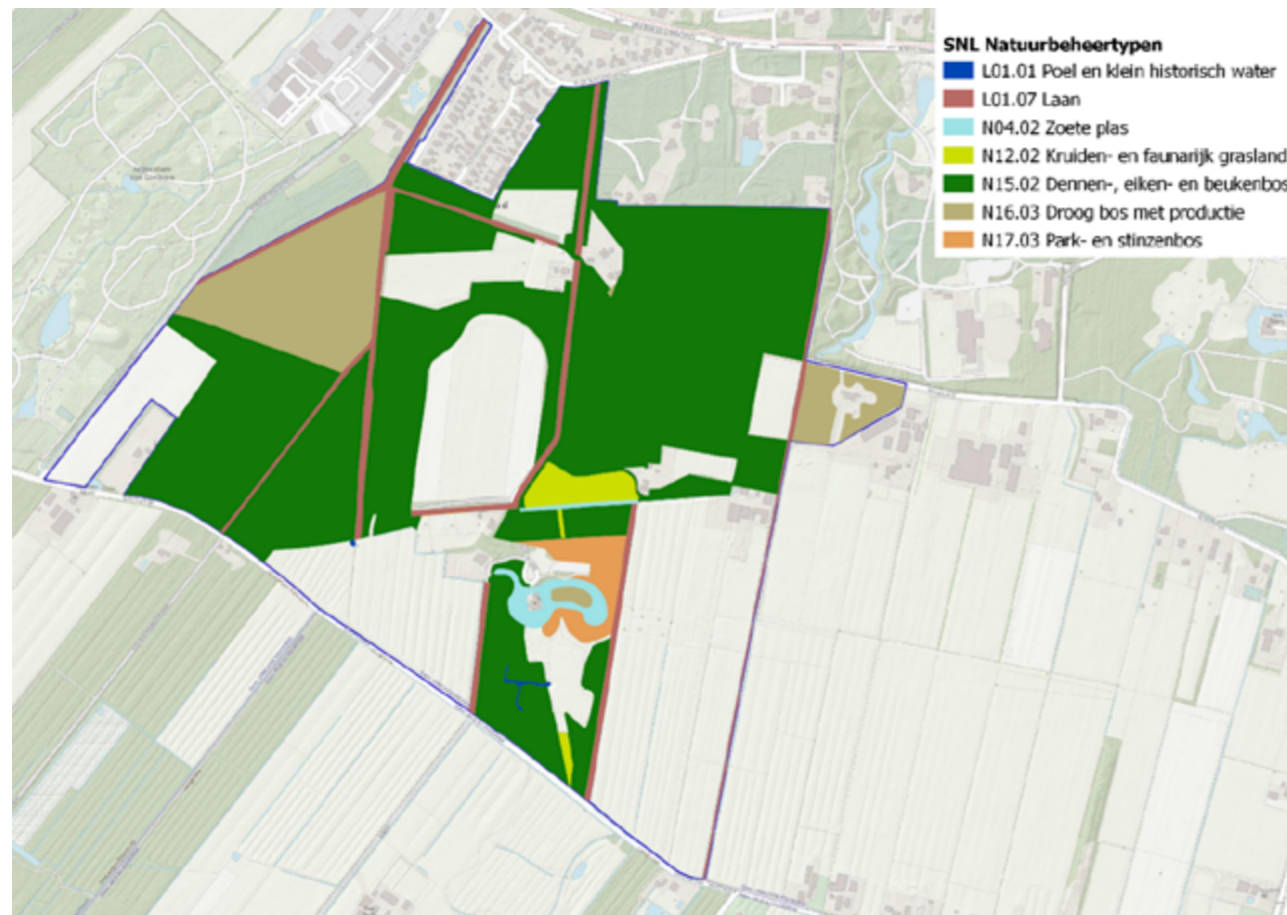 SNL Natuurbeheertypen
L01.01 Poel en klein historisch water
L01.07 Laan
N04.02 Zoete plas
N12.02 Kruiden- en faunarijk grasland
N15.02 Dennen-, eiken- en beukenbos
N16.03 Droog bos met productie
N17.03 Park- en stinzenbos